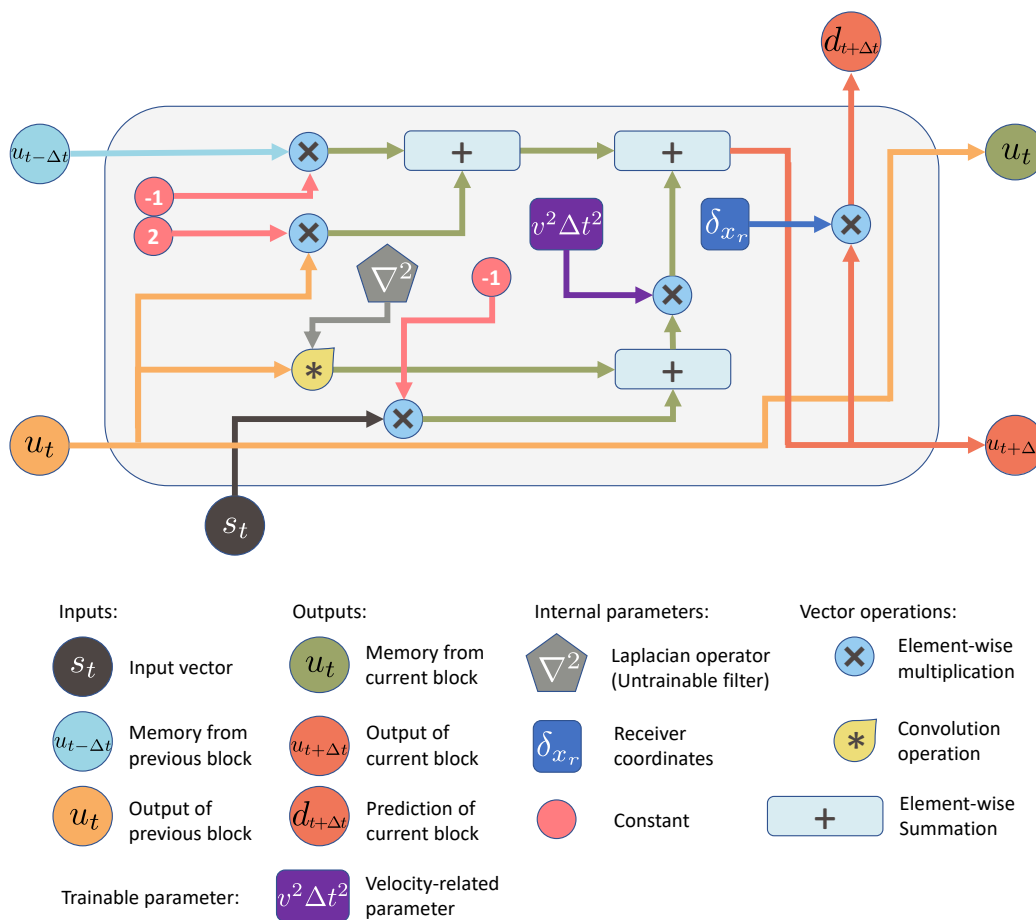 d_{t+Δt}
u_{t−Δt}
×
+
+
u_t
-1
2
×
v²Δt²
δ_{x_r}
×
∇²
-1
×
*
+
×
u_t
u_{t+Δ
s_t
Inputs:
Outputs:
Internal parameters:
Vector operations:
s_t
Input vector
u_t
Memory from
current block
∇²
Laplacian operator
(Untrainable filter)
×
Element-wise
multiplication
u_{t−Δt}
Memory from
previous block
u_{t+Δt}
Output of
current block
δ_{x_r}
Receiver
coordinates
*
Convolution
operation
u_t
Output of
previous block
d_{t+Δt}
Prediction of
current block
Constant
+
Element-wise
Summation
Trainable parameter:
v²Δt²
Velocity-related
parameter